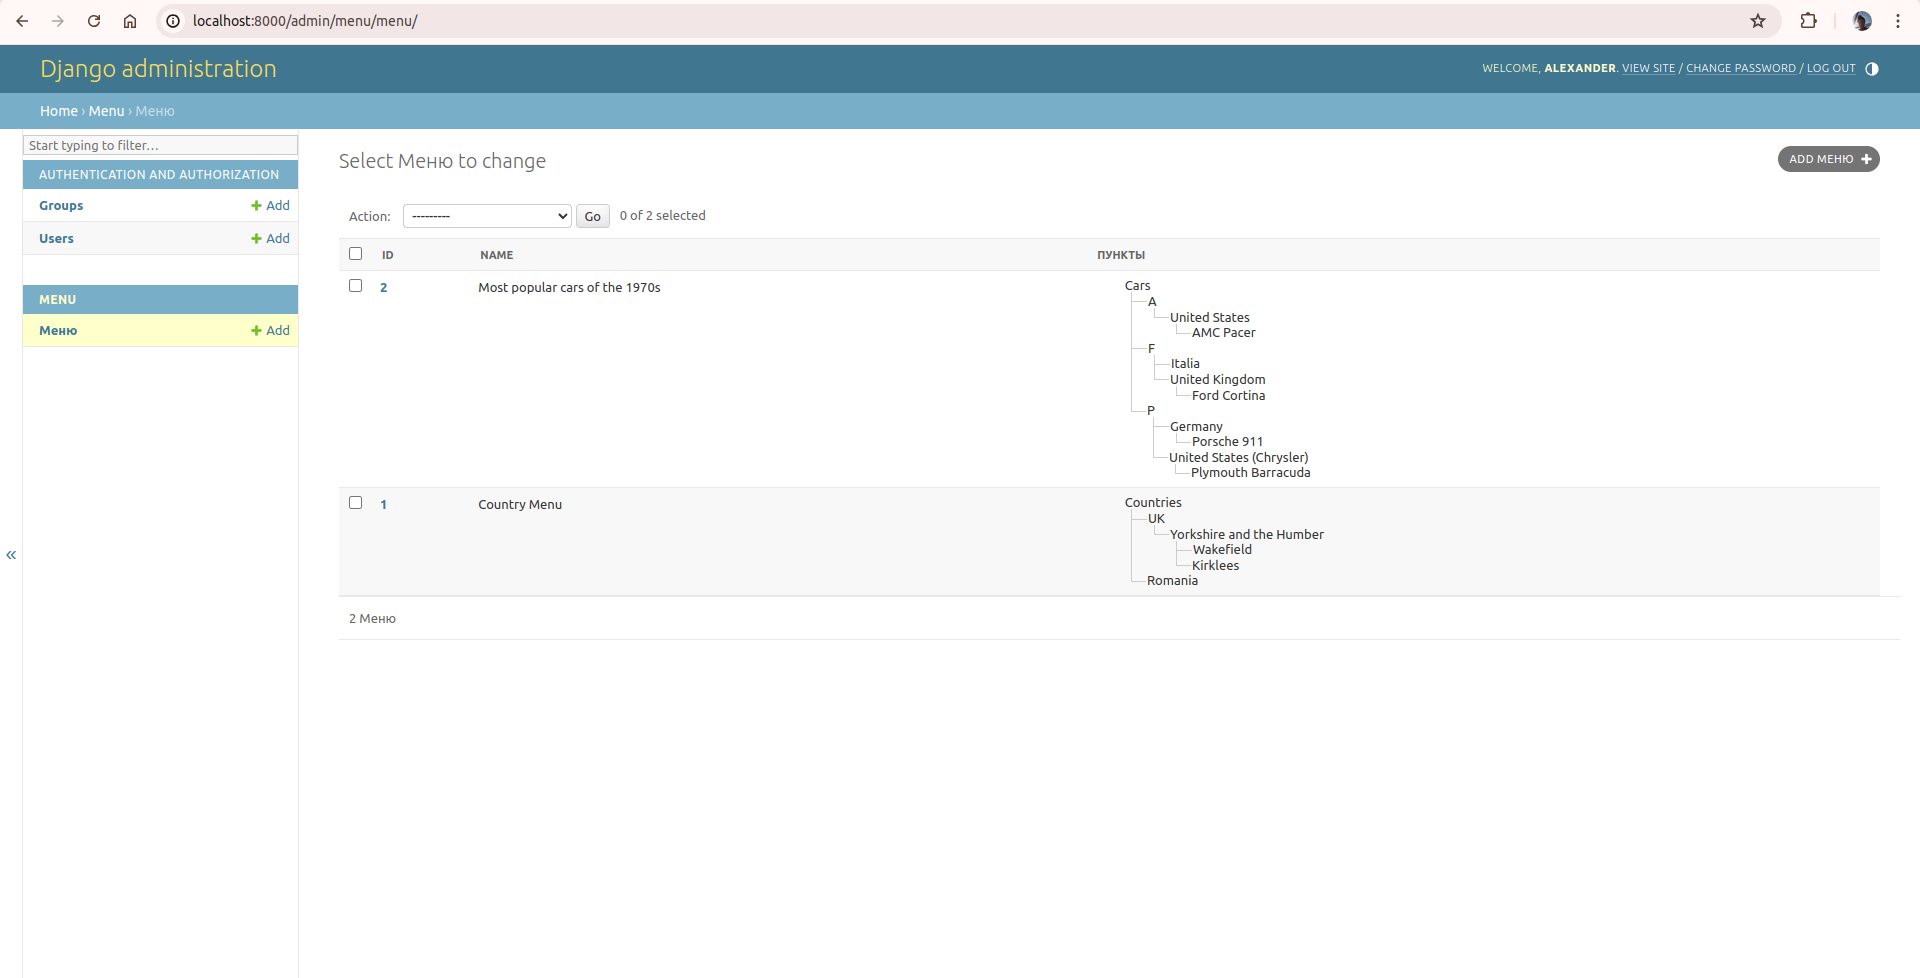 localhost:8000/admin/menu/menu/
Django administration
WELCOME, ALEXANDER. VIEW SITE / CHANGE PASSWORD / LOG OUT
Home › Menu › Меню
Start typing to filter…
AUTHENTICATION AND AUTHORIZATION
Groups + Add
Users + Add
MENU
Меню + Add
«
Select Меню to change
ADD МЕНЮ +
Action: --------- Go 0 of 2 selected
ID NAME ПУНКТЫ
2 Most popular cars of the 1970s
Cars
A
United States
AMC Pacer
F
Italia
United Kingdom
Ford Cortina
P
Germany
Porsche 911
United States (Chrysler)
Plymouth Barracuda
1 Country Menu
Countries
UK
Yorkshire and the Humber
Wakefield
Kirklees
Romania
2 Меню